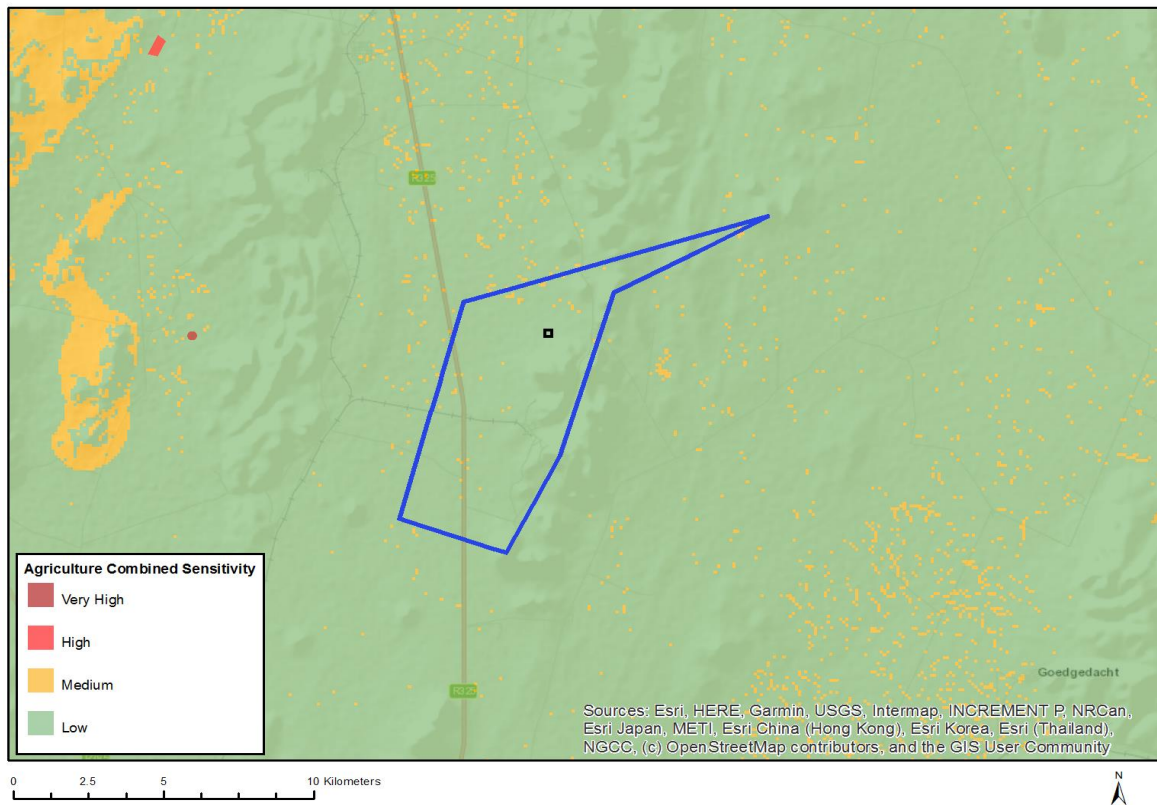 R325
Goedgedacht
R325
Agriculture Combined Sensitivity
Very High
High
Medium
Low
Sources: Esri, HERE, Garmin, USGS, Intermap, INCREMENT P, NRCan,
Esri Japan, METI, Esri China (Hong Kong), Esri Korea, Esri (Thailand),
NGCC, (c) OpenStreetMap contributors, and the GIS User Community
0 2.5 5 10 Kilometers
N